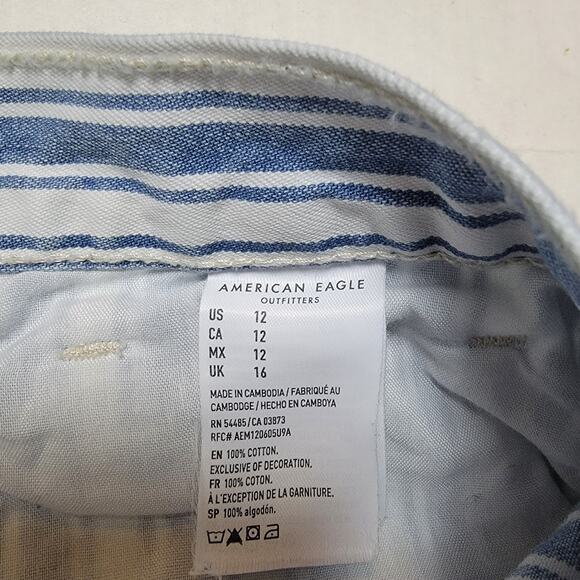 AMERICAN EAGLE
OUTFITTERS
US 12
CA 12
MX 12
UK 16
MADE IN CAMBODIA / FABRIQUÉ AU
CAMBODGE / HECHO EN CAMBOYA
RN 54485/CA 03873
RFC# AEM120605U9A
EN 100% COTTON.
EXCLUSIVE OF DECORATION.
FR 100% COTON.
À L'EXCEPTION DE LA GARNITURE.
SP 100% algodón.